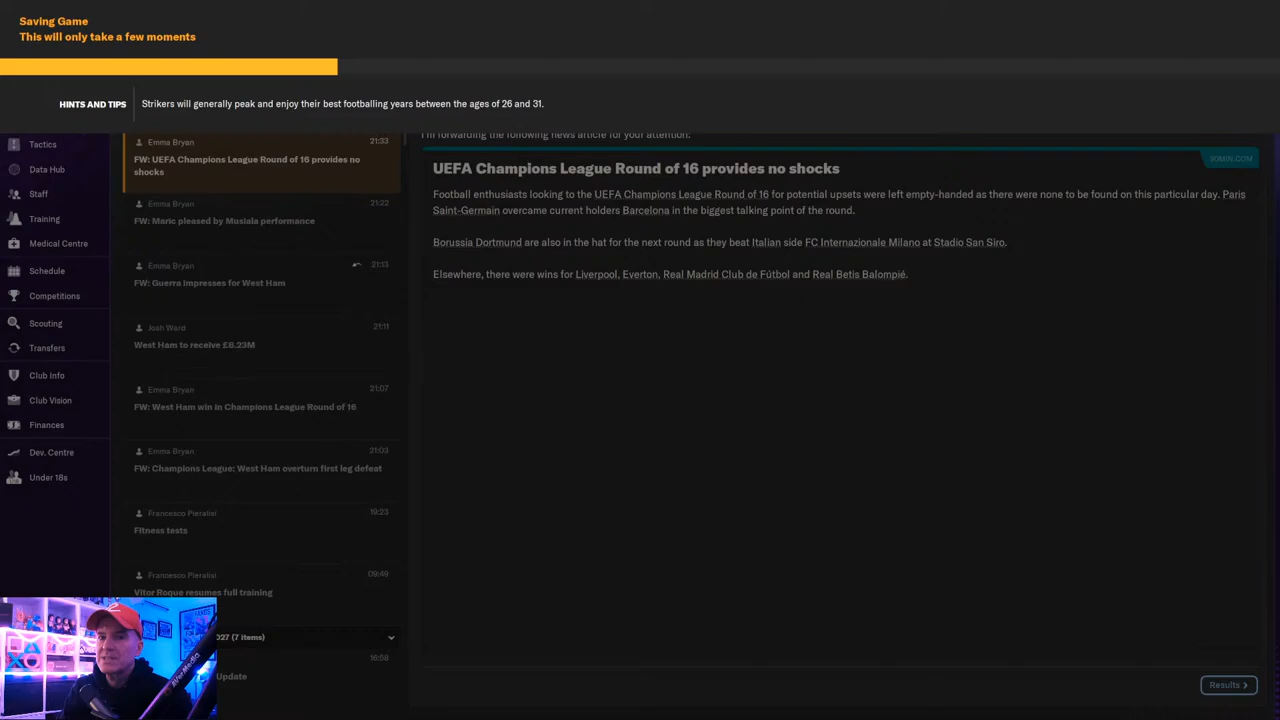 Saving Game
This will only take a few moments
HINTS AND TIPS
Strikers will generally peak and enjoy their best footballing years between the ages of 26 and 31.
Tactics
Data Hub
Staff
Training
Medical Centre
Schedule
Competitions
Scouting
Transfers
Club Info
Club Vision
Finances
Dev. Centre
Under 18s
Emma Bryan 21:33
FW: UEFA Champions League Round of 16 provides no
shocks
Emma Bryan 21:22
FW: Maric pleased by Musiala performance
Emma Bryan 21:13
FW: Guerra impresses for West Ham
Josh Ward 21:11
West Ham to receive £8.23M
Emma Bryan 21:07
FW: West Ham win in Champions League Round of 16
Emma Bryan 21:03
FW: Champions League: West Ham overturn first leg defeat
Francesco Pieralisi 19:23
Fitness tests
Francesco Pieralisi 09:49
Vitor Roque resumes full training
027 (7 items)
16:58
Update
I'm forwarding the following news article for your attention:
90MIN.COM
UEFA Champions League Round of 16 provides no shocks
Football enthusiasts looking to the UEFA Champions League Round of 16 for potential upsets were left empty-handed as there were none to be found on this particular day. Paris
Saint-Germain overcame current holders Barcelona in the biggest talking point of the round.
Borussia Dortmund are also in the hat for the next round as they beat Italian side FC Internazionale Milano at Stadio San Siro.
Elsewhere, there were wins for Liverpool, Everton, Real Madrid Club de Fútbol and Real Betis Balompié.
Results
AVerMedia